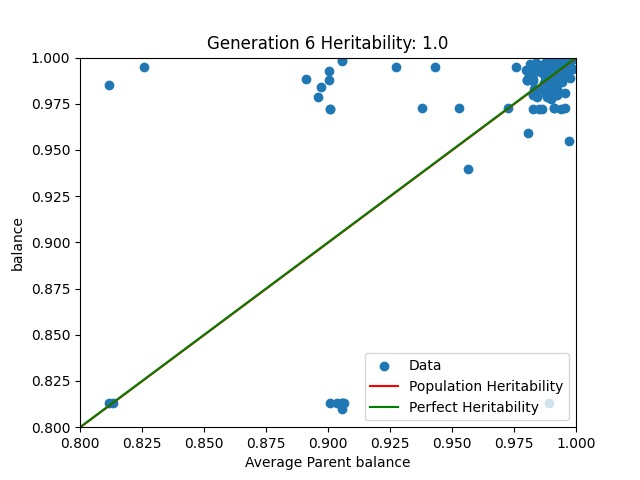 Generation 6 Heritability: 1.0
balance
1.000
0.975
0.950
0.925
0.900
0.875
0.850
0.825
0.800
Data
Population Heritability
Perfect Heritability
0.800 0.825 0.850 0.875 0.900 0.925 0.950 0.975 1.000
Average Parent balance